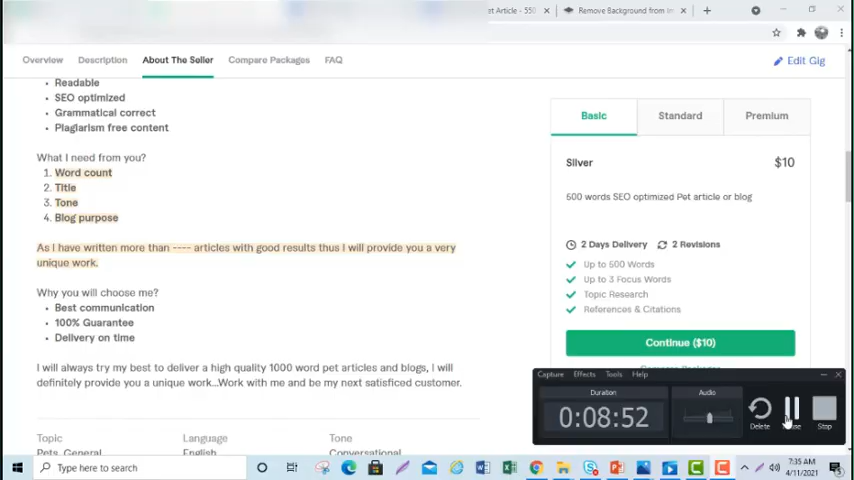 et Article - 550
Remove Background from Im
Overview
Description
About The Seller
Compare Packages
FAQ
Edit Gig
Readable
SEO optimized
Grammatical correct
Plagiarism free content
What I need from you?
1. Word count
2. Title
3. Tone
4. Blog purpose
As I have written more than ---- articles with good results thus I will provide you a very
unique work.
Why you will choose me?
Best communication
100% Guarantee
Delivery on time
I will always try my best to deliver a high quality 1000 word pet articles and blogs, I will
definitely provide you a unique work...Work with me and be my next satisficed customer.
Topic
Language
Tone
Pets, General
English
Conversational
Basic
Standard
Premium
Silver
$10
500 words SEO optimized Pet article or blog
2 Days Delivery
2 Revisions
Up to 500 Words
Up to 3 Focus Words
Topic Research
References & Citations
Continue ($10)
Capture
Effects
Tools
Help
Duration
0:08:52
Audio
Delete
Stop
Type here to search
7:35 AM
4/11/2021